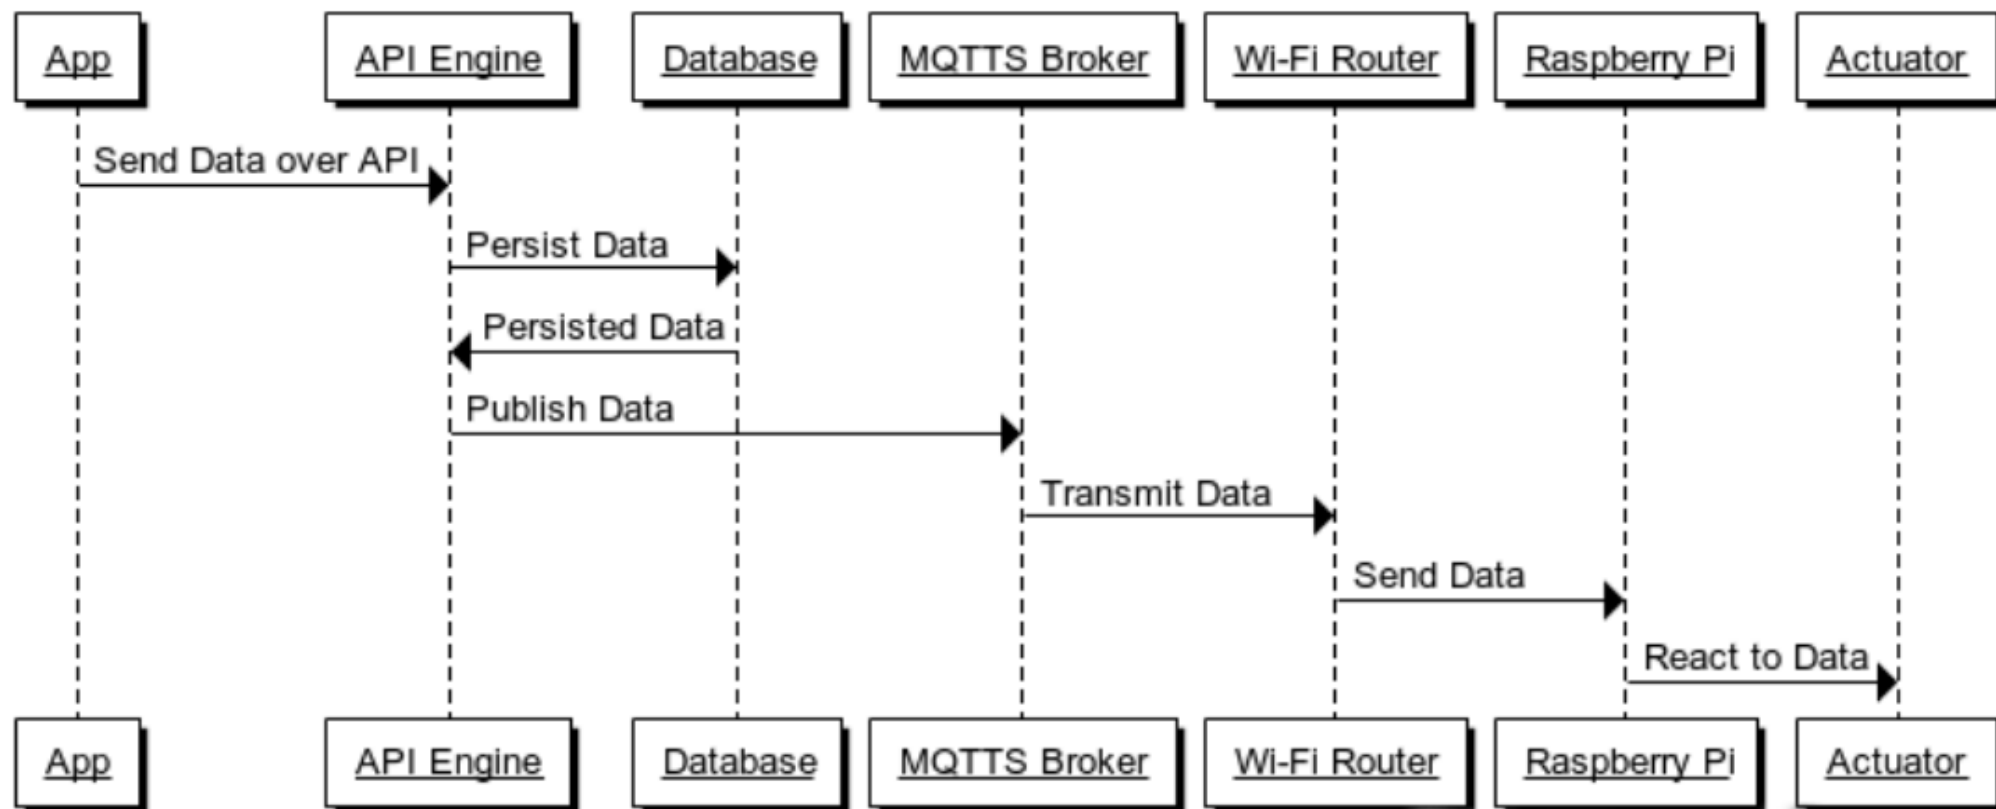 App API Engine Database MQTTS Broker Wi-Fi Router Raspberry Pi Actuator
Send Data over API
Persist Data
Persisted Data
Publish Data
Transmit Data
Send Data
React to Data
App API Engine Database MQTTS Broker Wi-Fi Router Raspberry Pi Actuator